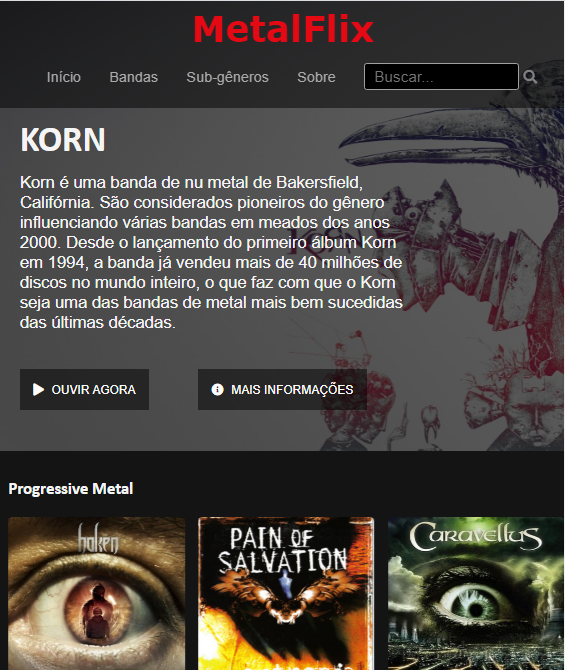 MetalFlix
Início Bandas Sub-gêneros Sobre Buscar...
KORN
Korn é uma banda de nu metal de Bakersfield,
Califórnia. São considerados pioneiros do gênero
influenciando várias bandas em meados dos anos
2000. Desde o lançamento do primeiro álbum Korn
em 1994, a banda já vendeu mais de 40 milhões de
discos no mundo inteiro, o que faz com que o Korn
seja uma das bandas de metal mais bem sucedidas
das últimas décadas.
OUVIR AGORA MAIS INFORMAÇÕES
Progressive Metal
haken
PAIN OF
SALVATION
Caravellus